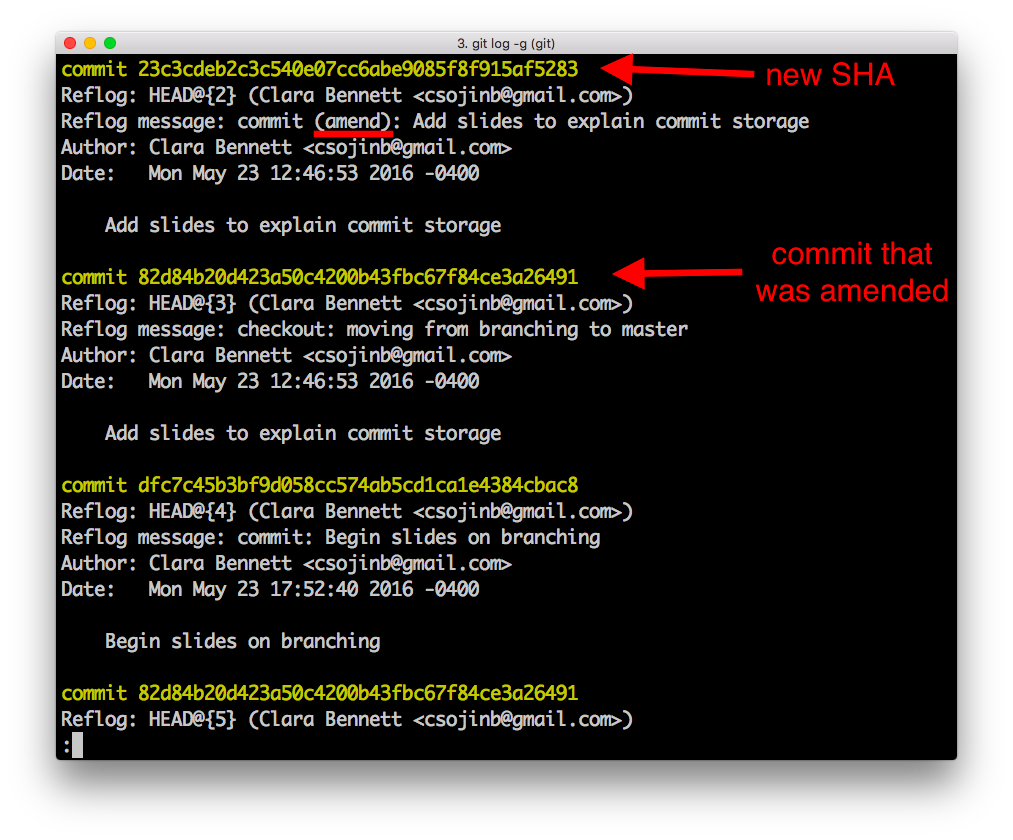 3. git log -g (git)
commit 23c3cdeb2c3c540e07cc6abe9085f8f915af5283
new SHA
Reflog: HEAD@{2} (Clara Bennett <csojinb@gmail.com>)
Reflog message: commit (amend): Add slides to explain commit storage
Author: Clara Bennett <csojinb@gmail.com>
Date:   Mon May 23 12:46:53 2016 -0400
    Add slides to explain commit storage
commit 82d84b20d423a50c4200b43fbc67f84ce3a26491
commit that
was amended
Reflog: HEAD@{3} (Clara Bennett <csojinb@gmail.com>)
Reflog message: checkout: moving from branching to master
Author: Clara Bennett <csojinb@gmail.com>
Date:   Mon May 23 12:46:53 2016 -0400
    Add slides to explain commit storage
commit dfc7c45b3bf9d058cc574ab5cd1ca1e4384cbac8
Reflog: HEAD@{4} (Clara Bennett <csojinb@gmail.com>)
Reflog message: commit: Begin slides on branching
Author: Clara Bennett <csojinb@gmail.com>
Date:   Mon May 23 17:52:40 2016 -0400
    Begin slides on branching
commit 82d84b20d423a50c4200b43fbc67f84ce3a26491
Reflog: HEAD@{5} (Clara Bennett <csojinb@gmail.com>)
: